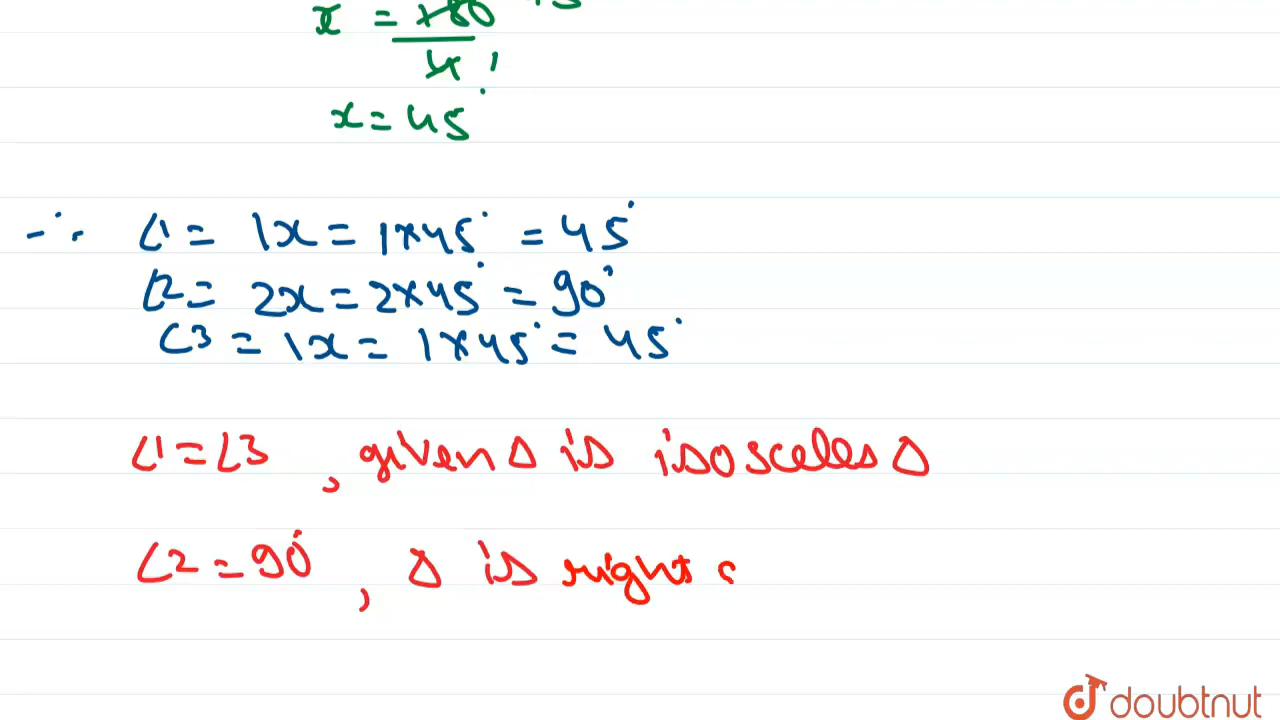 x = 180
4 1
x = 45°
∴ ∠1 = 1x = 1×45° = 45°
∠2 = 2x = 2×45° = 90°
∠3 = 1x = 1×45° = 45°
∠1 = ∠3 , given Δ is isosceles Δ
∠2 = 90° , Δ is right
doubtnut